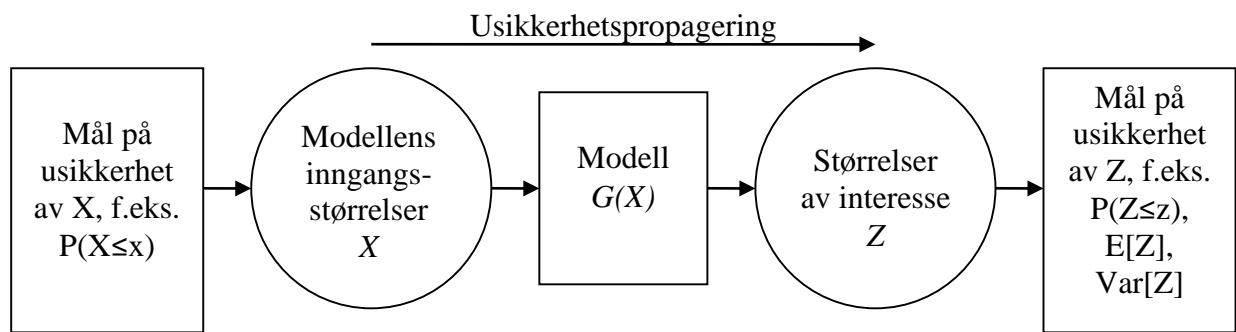 Usikkerhetspropagering
Mål på
usikkerhet
av X, f.eks.
P(X≤x)
Modellens
inngangs-
størrelser
X
Modell
G(X)
Størrelser
av interesse
Z
Mål på
usikkerhet
av Z, f.eks.
P(Z≤z),
E[Z],
Var[Z]